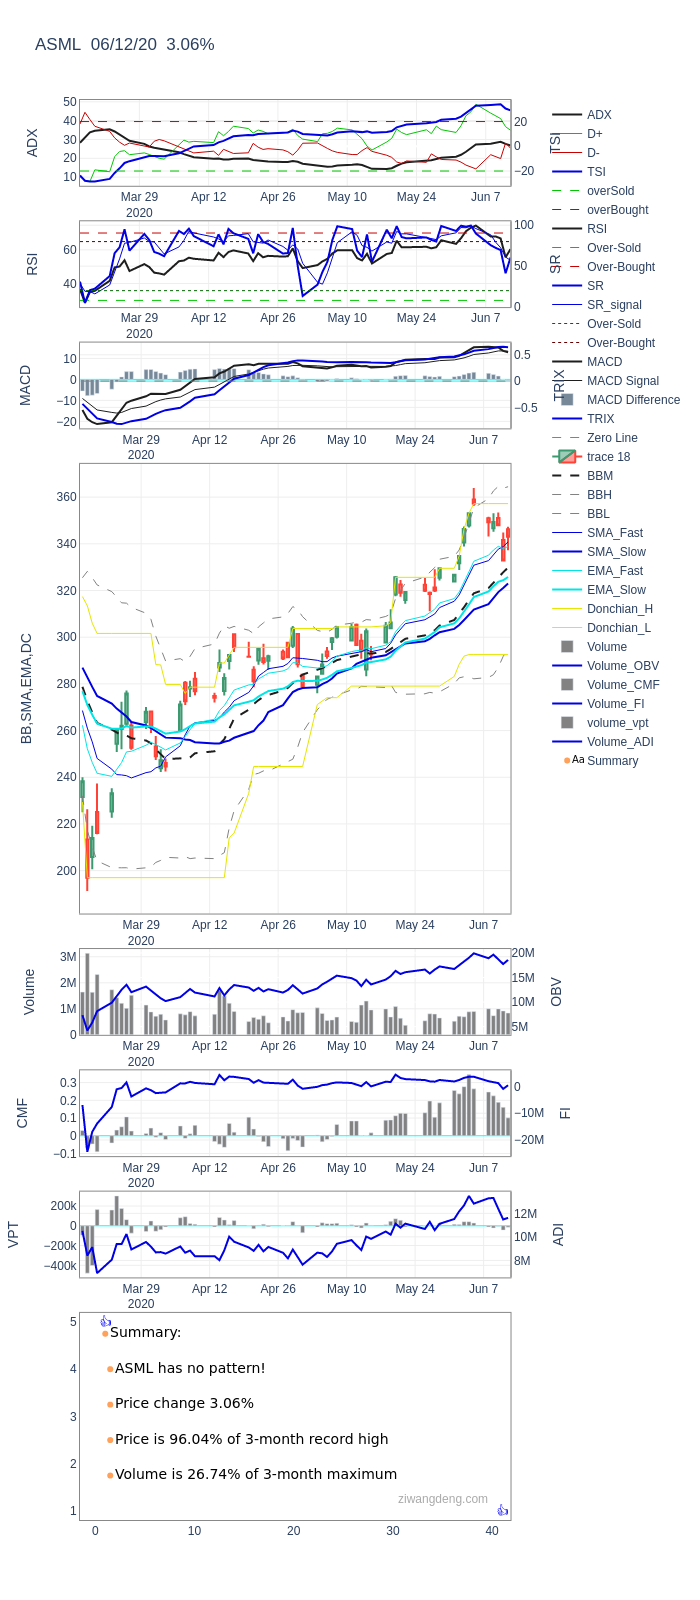 ASML  06/12/20  3.06%
ADX
50
40
30
20
10
20
0
−20
TSI
Mar 29
2020
Apr 12
Apr 26
May 10
May 24
Jun 7
RSI
60
40
100
50
0
SR
Mar 29
2020
Apr 12
Apr 26
May 10
May 24
Jun 7
MACD
10
0
−10
−20
0.5
0
−0.5
TRIX
Mar 29
2020
Apr 12
Apr 26
May 10
May 24
Jun 7
BB,SMA,EMA,DC
360
340
320
300
280
260
240
220
200
Mar 29
2020
Apr 12
Apr 26
May 10
May 24
Jun 7
Volume
3M
2M
1M
0
20M
15M
10M
5M
OBV
Mar 29
2020
Apr 12
Apr 26
May 10
May 24
Jun 7
CMF
0.3
0.2
0.1
0
−0.1
0
−10M
−20M
FI
Mar 29
2020
Apr 12
Apr 26
May 10
May 24
Jun 7
VPT
200k
0
−200k
−400k
12M
10M
8M
ADI
Mar 29
2020
Apr 12
Apr 26
May 10
May 24
Jun 7
5
4
3
2
1
👍
Summary:
ASML has no pattern!
Price change 3.06%
Price is 96.04% of 3-month record high
Volume is 26.74% of 3-month maximum
ziwangdeng.com
👍
0
10
20
30
40
ADX
D+
D-
TSI
overSold
overBought
RSI
Over-Sold
Over-Bought
SR
SR_signal
Over-Sold
Over-Bought
MACD
MACD Signal
MACD Difference
TRIX
Zero Line
trace 18
BBM
BBH
BBL
SMA_Fast
SMA_Slow
EMA_Fast
EMA_Slow
Donchian_H
Donchian_L
Volume
Volume_OBV
Volume_CMF
Volume_FI
volume_vpt
Volume_ADI
Aa Summary